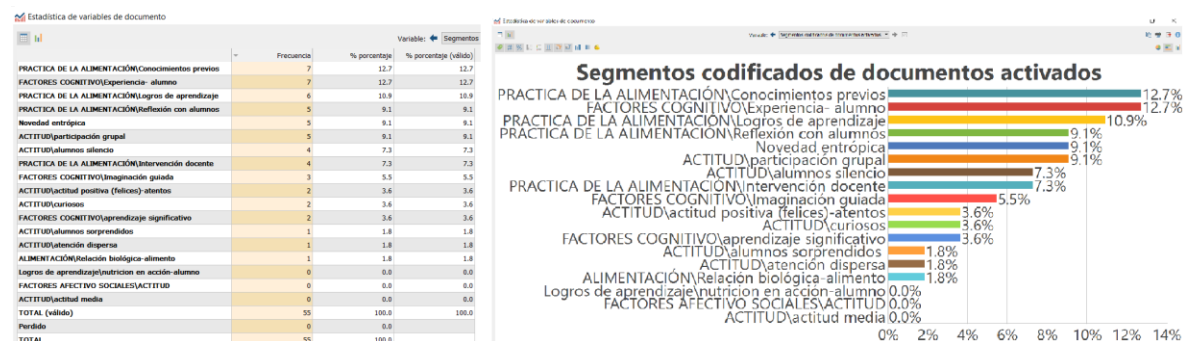 Estadística de variables de documento
Variable: Segmentos
Frecuencia % porcentaje % porcentaje (válido)
PRACTICA DE LA ALIMENTACIÓN\Conocimientos previos 7 12.7 12.7
FACTORES COGNITIVO\Experiencia- alumno 7 12.7 12.7
PRACTICA DE LA ALIMENTACIÓN\Logros de aprendizaje 6 10.9 10.9
PRACTICA DE LA ALIMENTACIÓN\Reflexión con alumnos 5 9.1 9.1
Novedad entrópica 5 9.1 9.1
ACTITUD\participación grupal 5 9.1 9.1
ACTITUD\alumnos silencio 4 7.3 7.3
PRACTICA DE LA ALIMENTACIÓN\Intervención docente 4 7.3 7.3
FACTORES COGNITIVO\Imaginación guiada 3 5.5 5.5
ACTITUD\actitud positiva (felices)-atentos 2 3.6 3.6
ACTITUD\curiosos 2 3.6 3.6
FACTORES COGNITIVO\aprendizaje significativo 2 3.6 3.6
ACTITUD\alumnos sorprendidos 1 1.8 1.8
ACTITUD\atención dispersa 1 1.8 1.8
ALIMENTACIÓN\Relación biológica-alimento 1 1.8 1.8
Logros de aprendizaje\nutricion en acción-alumno 0 0.0 0.0
FACTORES AFECTIVO SOCIALES\ACTITUD 0 0.0 0.0
ACTITUD\actitud media 0 0.0 0.0
TOTAL (válido) 55 100.0 100.0
Perdido 0 0.0
TOTAL 55 100.0
Estadística de variables de documento
Variable: Segmentos codificados de documentos activados
Segmentos codificados de documentos activados
PRACTICA DE LA ALIMENTACIÓN\Conocimientos previos 12.7%
FACTORES COGNITIVO\Experiencia- alumno 12.7%
PRACTICA DE LA ALIMENTACIÓN\Logros de aprendizaje 10.9%
PRACTICA DE LA ALIMENTACIÓN\Reflexión con alumnos 9.1%
Novedad entrópica 9.1%
ACTITUD\participación grupal 9.1%
ACTITUD\alumnos silencio 7.3%
PRACTICA DE LA ALIMENTACIÓN\Intervención docente 7.3%
FACTORES COGNITIVO\Imaginación guiada 5.5%
ACTITUD\actitud positiva (felices)-atentos 3.6%
ACTITUD\curiosos 3.6%
FACTORES COGNITIVO\aprendizaje significativo 3.6%
ACTITUD\alumnos sorprendidos 1.8%
ACTITUD\atención dispersa 1.8%
ALIMENTACIÓN\Relación biológica-alimento 1.8%
Logros de aprendizaje\nutricion en acción-alumno 0.0%
FACTORES AFECTIVO SOCIALES\ACTITUD 0.0%
ACTITUD\actitud media 0.0%
0% 2% 4% 6% 8% 10% 12% 14%